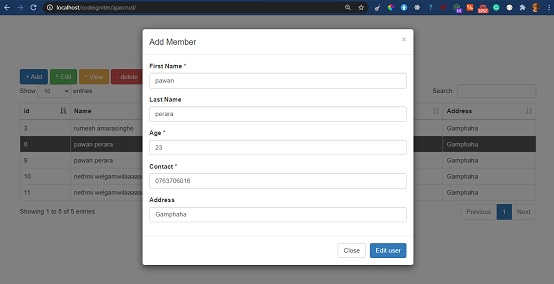 localhost/codeigniter/ajaxcrud/
Add Member
×
First Name *
pawan
Last Name
perara
Age *
23
Contact *
0763706016
Address
Gamphaha
Close
Edit user
+ Add
* Edit
* View
- delete
Show 10 entries
Search:
id Name Address
3 rumesh amarasinghe Gamphaha
8 pawan perara Gamphaha
9 pawan perara Gamphaha
10 nethmi welgamwilaaaaa Gamphaha
11 nethmi welgamwilaaaaa Gamphaha
Showing 1 to 5 of 5 entries
Previous 1 Next